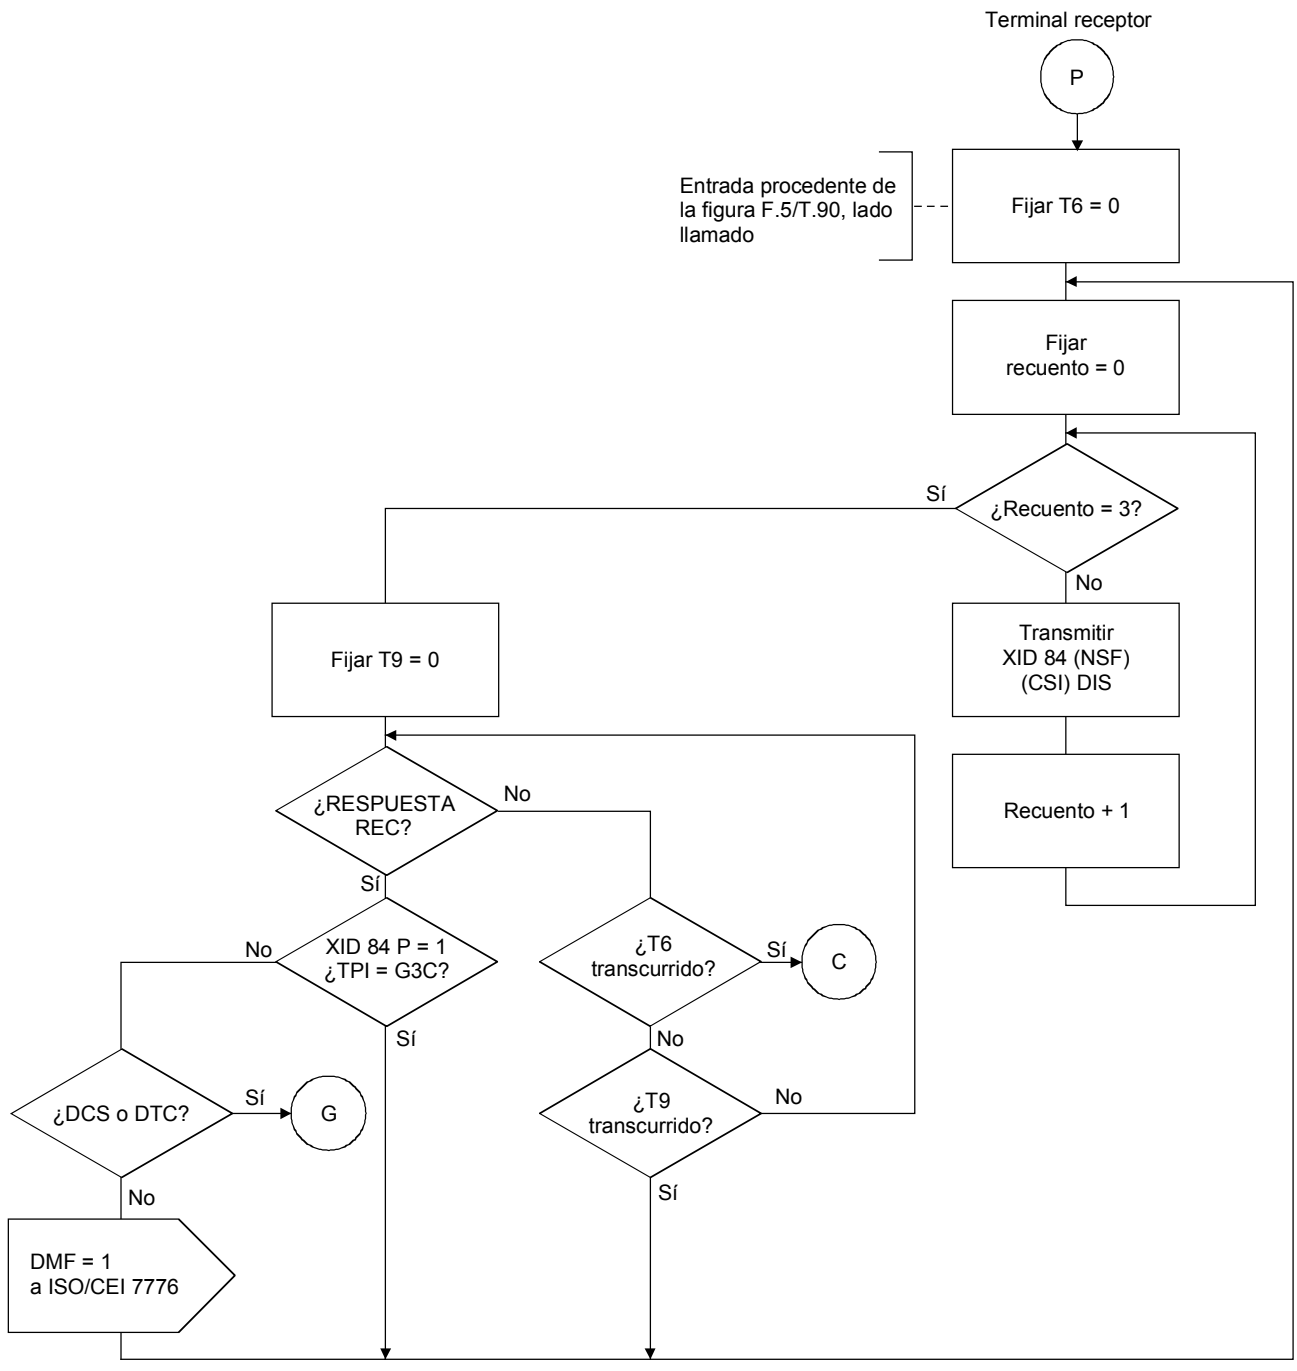 Terminal receptor
P
Entrada procedente de
la figura F.5/T.90, lado
llamado
Fijar T6 = 0
Fijar
recuento = 0
Sí
¿Recuento = 3?
No
Fijar T9 = 0
Transmitir
XID 84 (NSF)
(CSI) DIS
Recuento + 1
¿RESPUESTA
REC?
No
Sí
No
XID 84 P = 1
¿TPI = G3C?
Sí
¿T6
transcurrido?
Sí
C
No
¿DCS o DTC?
Sí
G
No
¿T9
transcurrido?
No
Sí
DMF = 1
a ISO/CEI 7776